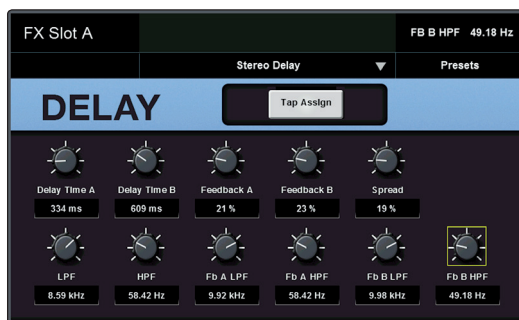 FX Slot A
FB B HPF 49.18 Hz
Stereo Delay
Presets
DELAY
Tap Assign
Delay Time A Delay Time B Feedback A Feedback B Spread
334 ms 609 ms 21 % 23 % 19 %
LPF HPF Fb A LPF Fb A HPF Fb B LPF Fb B HPF
8.59 kHz 58.42 Hz 9.92 kHz 58.42 Hz 9.98 kHz 49.18 Hz